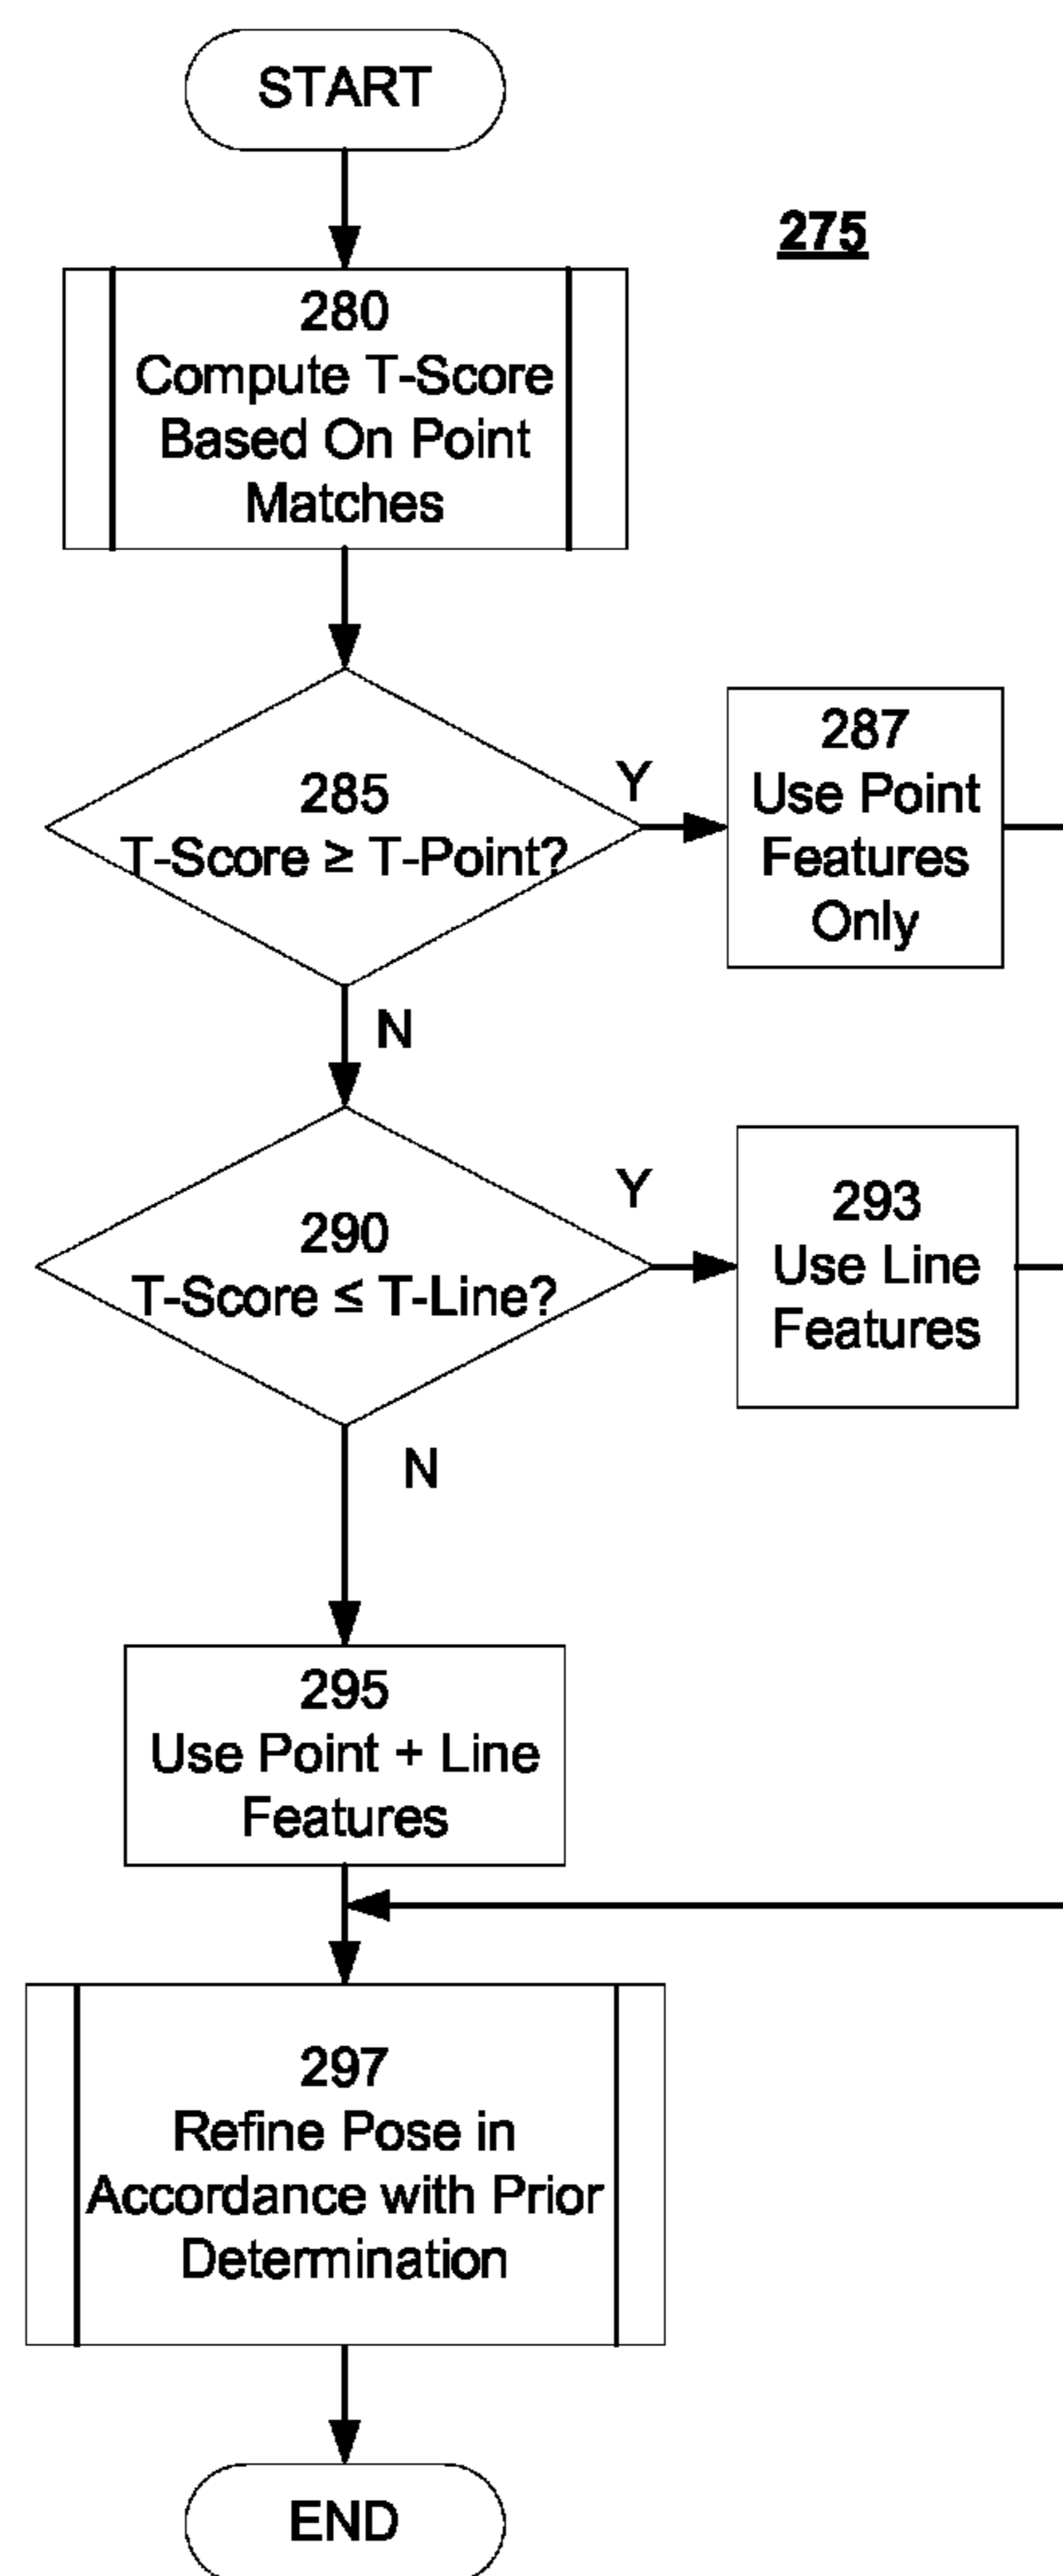 START
275
280
Compute T-Score
Based On Point
Matches
285
T-Score ≥ T-Point?
Y
287
Use Point
Features
Only
N
290
T-Score ≤ T-Line?
Y
293
Use Line
Features
N
295
Use Point + Line
Features
297
Refine Pose in
Accordance with Prior
Determination
END